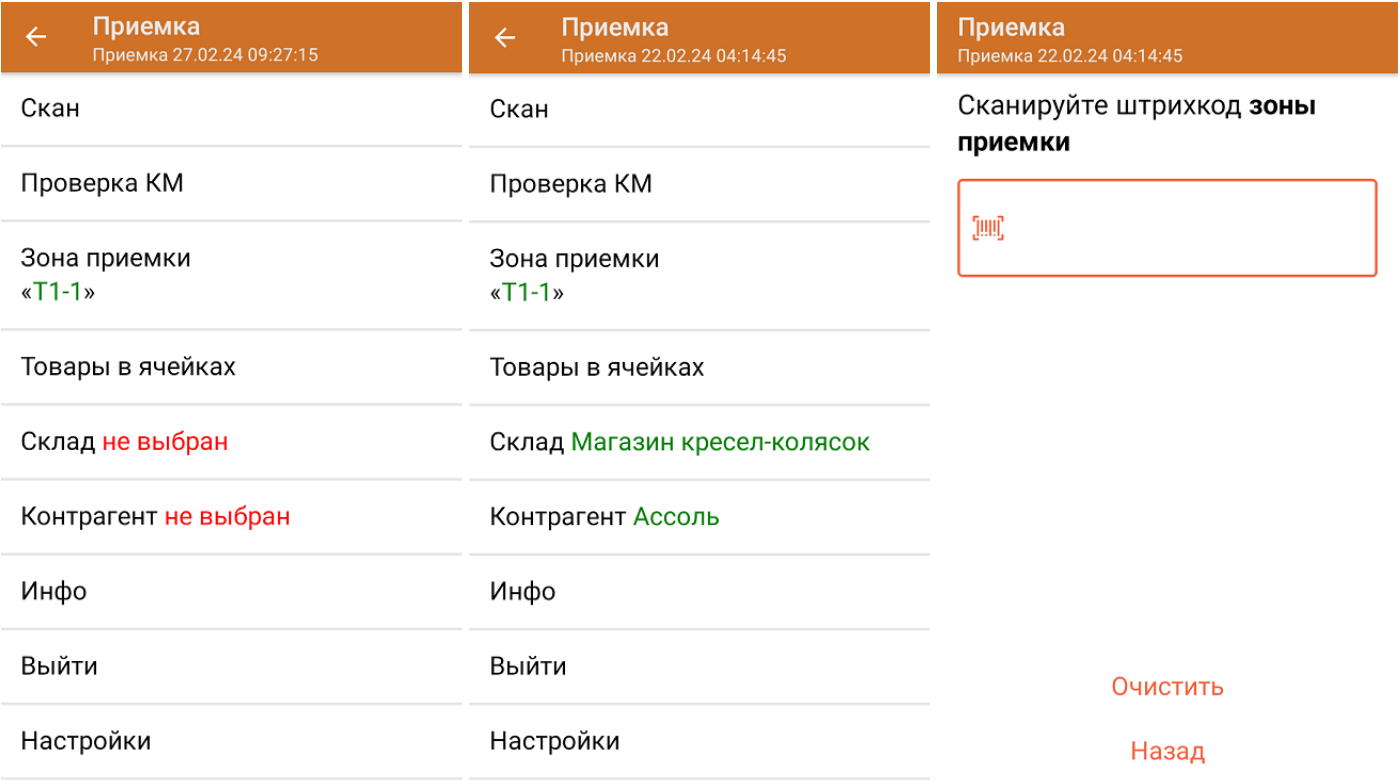 Приемка
Приемка 27.02.24 09:27:15
Скан
Проверка КМ
Зона приемки
«Т1-1»
Товары в ячейках
Склад не выбран
Контрагент не выбран
Инфо
Выйти
Настройки
Приемка
Приемка 22.02.24 04:14:45
Скан
Проверка КМ
Зона приемки
«Т1-1»
Товары в ячейках
Склад Магазин кресел-колясок
Контрагент Ассоль
Инфо
Выйти
Настройки
Приемка
Приемка 22.02.24 04:14:45
Сканируйте штрихкод зоны
приемки
Очистить
Назад